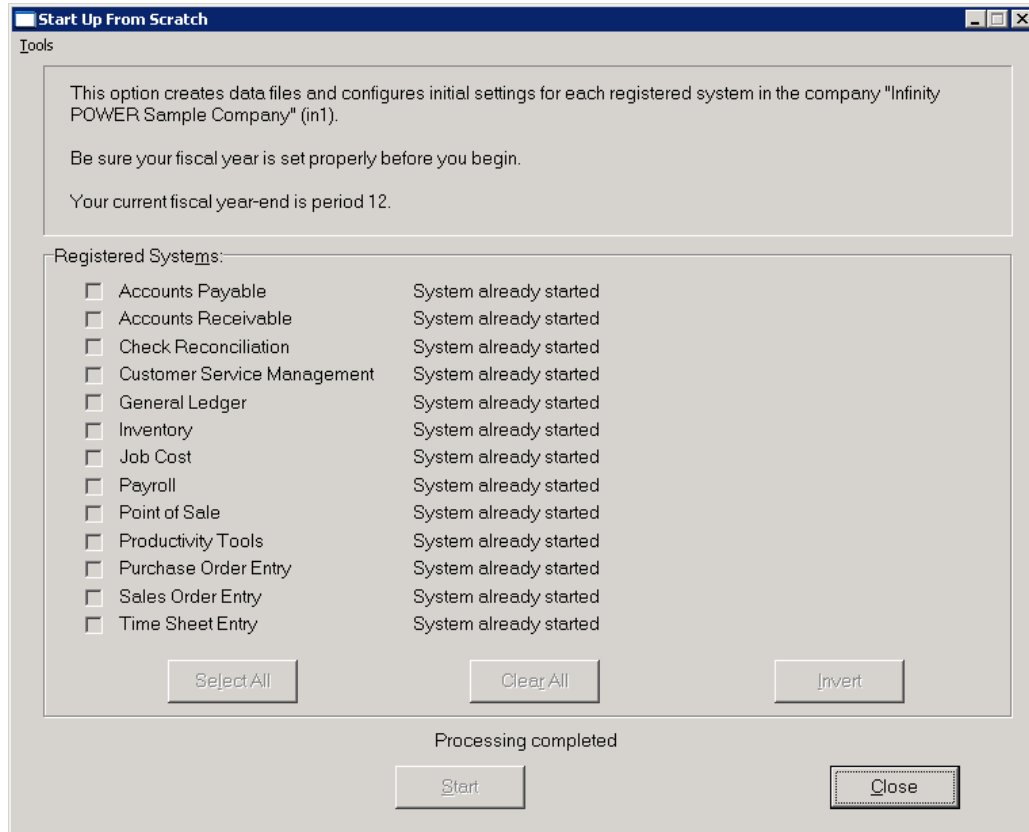 Start Up From Scratch
Tools
This option creates data files and configures initial settings for each registered system in the company "Infinity
POWER Sample Company" (in1).
Be sure your fiscal year is set properly before you begin.
Your current fiscal year-end is period 12.
Registered Systems:
Accounts Payable System already started
Accounts Receivable System already started
Check Reconciliation System already started
Customer Service Management System already started
General Ledger System already started
Inventory System already started
Job Cost System already started
Payroll System already started
Point of Sale System already started
Productivity Tools System already started
Purchase Order Entry System already started
Sales Order Entry System already started
Time Sheet Entry System already started
Select All Clear All Invert
Processing completed
Start Close